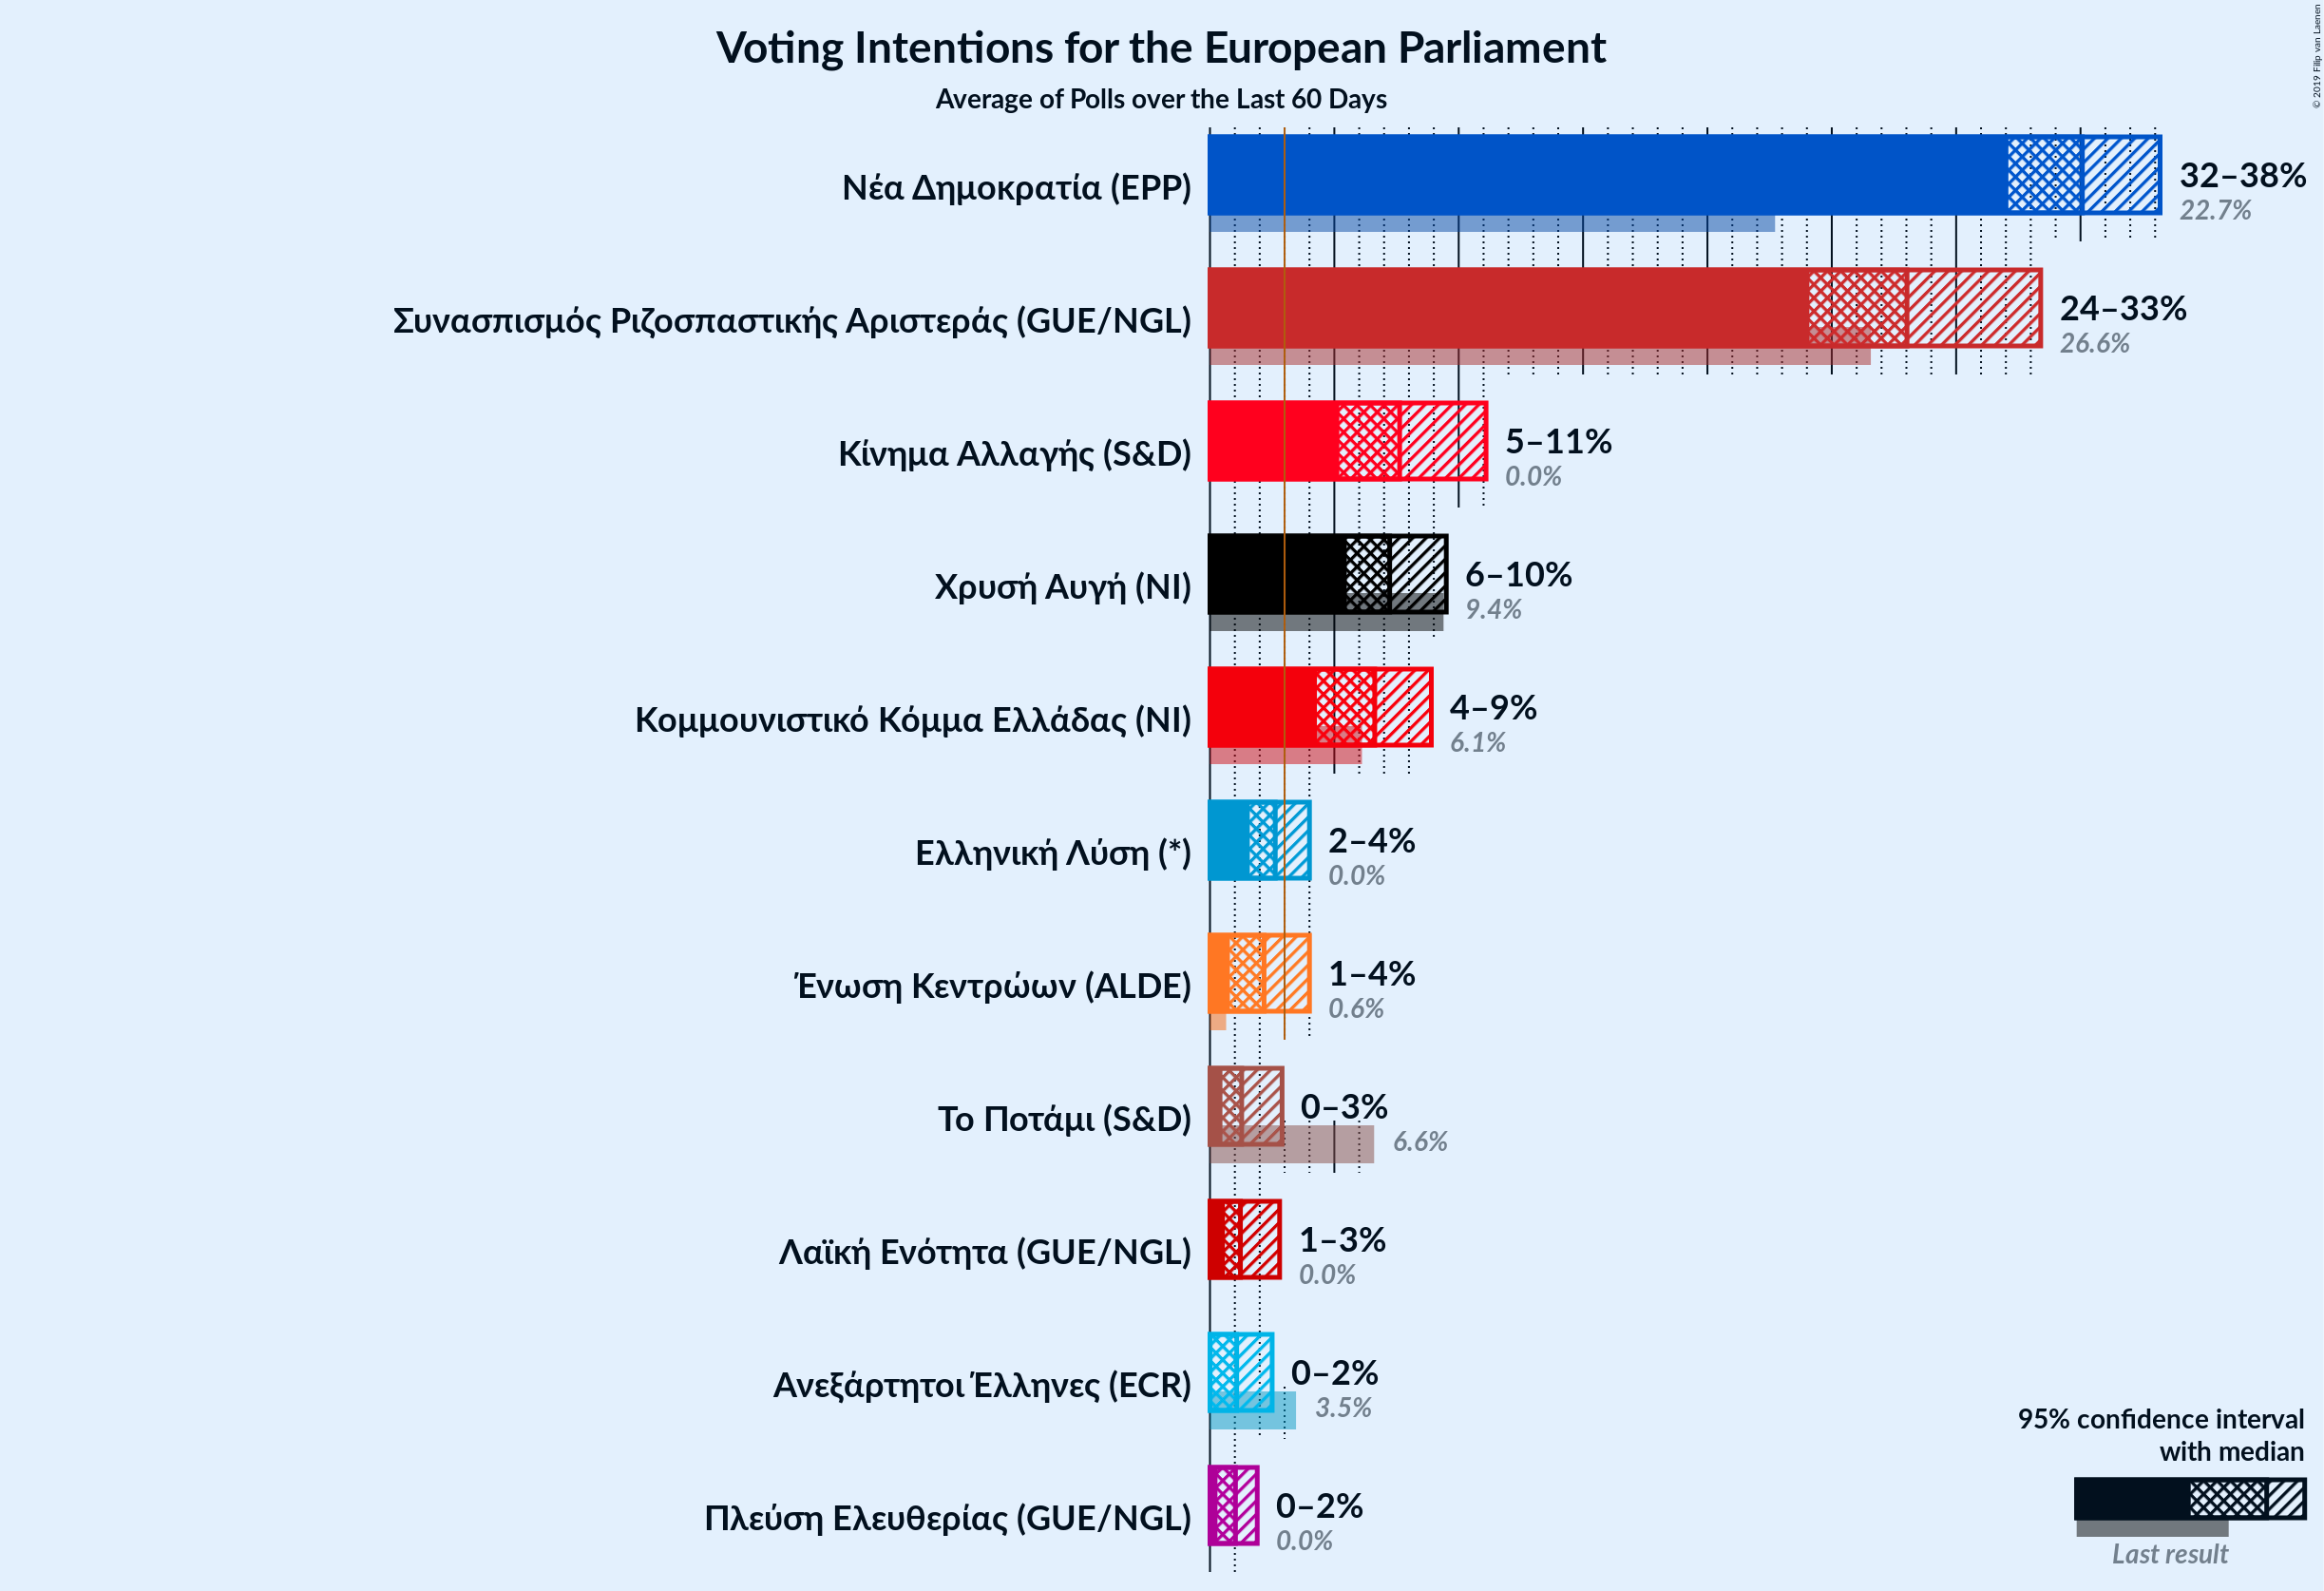 © 2019 Filip van Laenen
Voting Intentions for the European Parliament
Average of Polls over the Last 60 Days
Νέα Δημοκρατία (EPP)
32–38%
22.7%
Συνασπισμός Ριζοσπαστικής Αριστεράς (GUE/NGL)
24–33%
26.6%
Κίνημα Αλλαγής (S&D)
5–11%
0.0%
Χρυσή Αυγή (NI)
6–10%
9.4%
Κομμουνιστικό Κόμμα Ελλάδας (NI)
4–9%
6.1%
Ελληνική Λύση (*)
2–4%
0.0%
Ένωση Κεντρώων (ALDE)
1–4%
0.6%
Το Ποτάμι (S&D)
0–3%
6.6%
Λαϊκή Ενότητα (GUE/NGL)
1–3%
0.0%
Ανεξάρτητοι Έλληνες (ECR)
0–2%
3.5%
Πλεύση Ελευθερίας (GUE/NGL)
0–2%
0.0%
95% confidence interval
with median
Last result